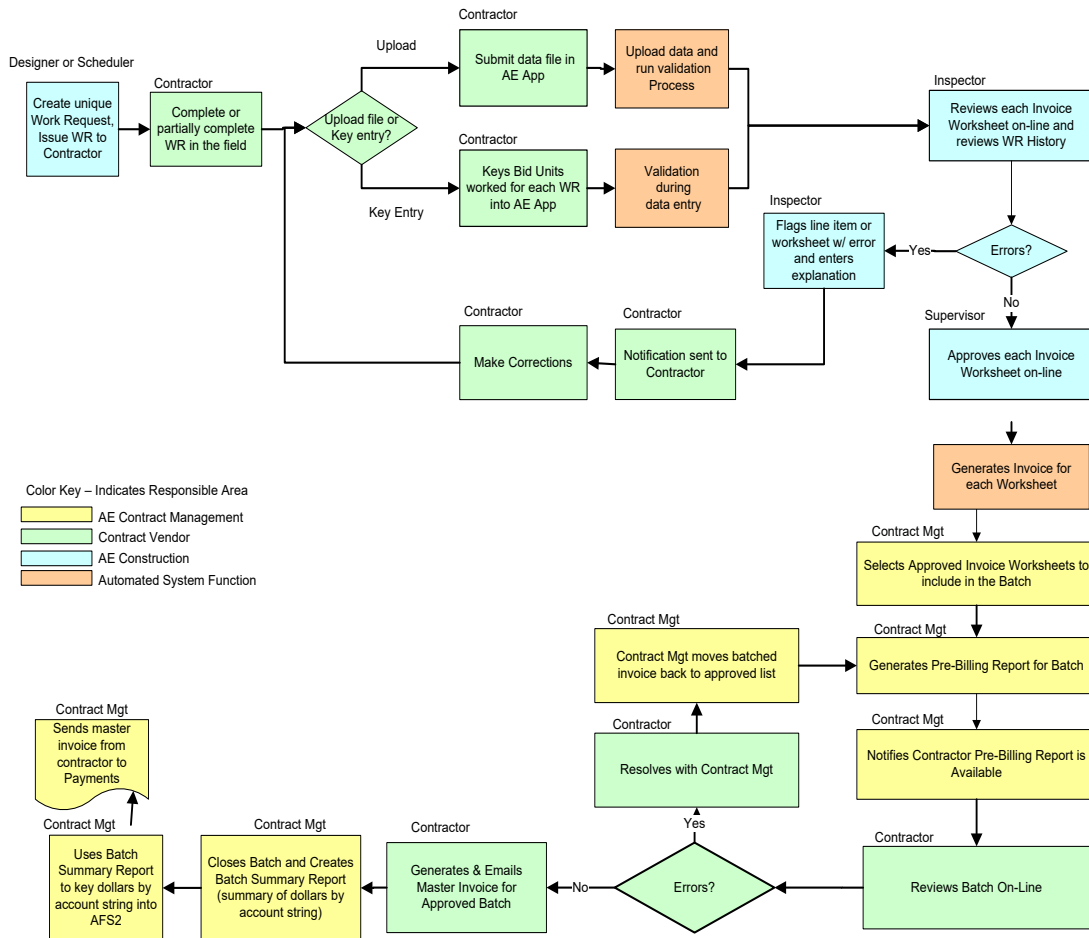 Designer or Scheduler
Create unique
Work Request,
Issue WR to
Contractor
Contractor
Complete or
partially complete
WR in the field
Upload file or
Key entry?
Upload
Key Entry
Contractor
Submit data file in
AE App
Upload data and
run validation
Process
Contractor
Keys Bid Units
worked for each WR
into AE App
Validation
during
data entry
Inspector
Reviews each Invoice
Worksheet on-line and
reviews WR History
Errors?
Yes
No
Inspector
Flags line item or
worksheet w/ error
and enters
explanation
Contractor
Notification sent to
Contractor
Contractor
Make Corrections
Supervisor
Approves each Invoice
Worksheet on-line
Generates Invoice for
each Worksheet
Color Key – Indicates Responsible Area
AE Contract Management
Contract Vendor
AE Construction
Automated System Function
Contract Mgt
Selects Approved Invoice Worksheets to
include in the Batch
Contract Mgt
Generates Pre-Billing Report for Batch
Contract Mgt
Notifies Contractor Pre-Billing Report is
Available
Contractor
Reviews Batch On-Line
Errors?
Yes
No
Contractor
Resolves with Contract Mgt
Contract Mgt
Contract Mgt moves batched
invoice back to approved list
Contractor
Generates & Emails
Master Invoice for
Approved Batch
Contract Mgt
Closes Batch and Creates
Batch Summary Report
(summary of dollars by
account string)
Contract Mgt
Uses Batch
Summary Report
to key dollars by
account string into
AFS2
Contract Mgt
Sends master
invoice from
contractor to
Payments